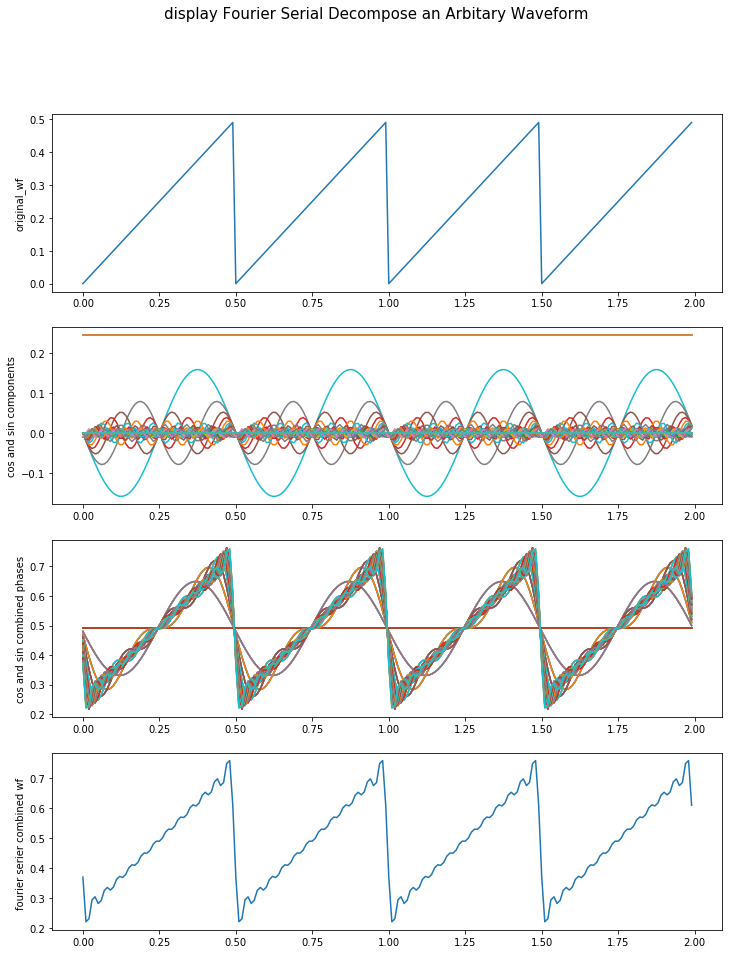 display Fourier Serial Decompose an Arbitary Waveform
original_wf
0.5
0.4
0.3
0.2
0.1
0.0
0.00 0.25 0.50 0.75 1.00 1.25 1.50 1.75 2.00
cos and sin components
0.2
0.1
0.0
−0.1
0.00 0.25 0.50 0.75 1.00 1.25 1.50 1.75 2.00
cos and sin combined phases
0.7
0.6
0.5
0.4
0.3
0.2
0.00 0.25 0.50 0.75 1.00 1.25 1.50 1.75 2.00
fourier serier combined wf
0.7
0.6
0.5
0.4
0.3
0.2
0.00 0.25 0.50 0.75 1.00 1.25 1.50 1.75 2.00